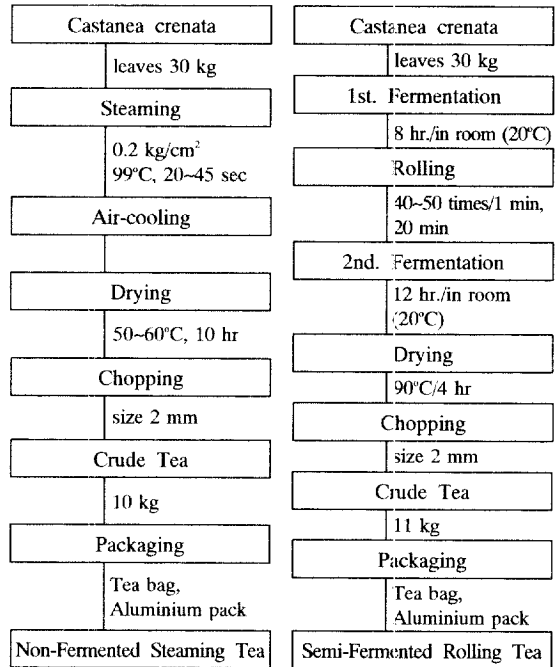 Castanea crenata
leaves 30 kg
Steaming
0.2 kg/cm²
99°C, 20~45 sec
Air-cooling
Drying
50~60°C, 10 hr
Chopping
size 2 mm
Crude Tea
10 kg
Packaging
Tea bag,
Aluminium pack
Non-Fermented Steaming Tea
Castanea crenata
leaves 30 kg
1st. Fermentation
8 hr./in room (20°C)
Rolling
40~50 times/1 min,
20 min
2nd. Fermentation
12 hr./in room
(20°C)
Drying
90°C/4 hr
Chopping
size 2 mm
Crude Tea
11 kg
Packaging
Tea bag,
Aluminium pack
Semi-Fermented Rolling Tea